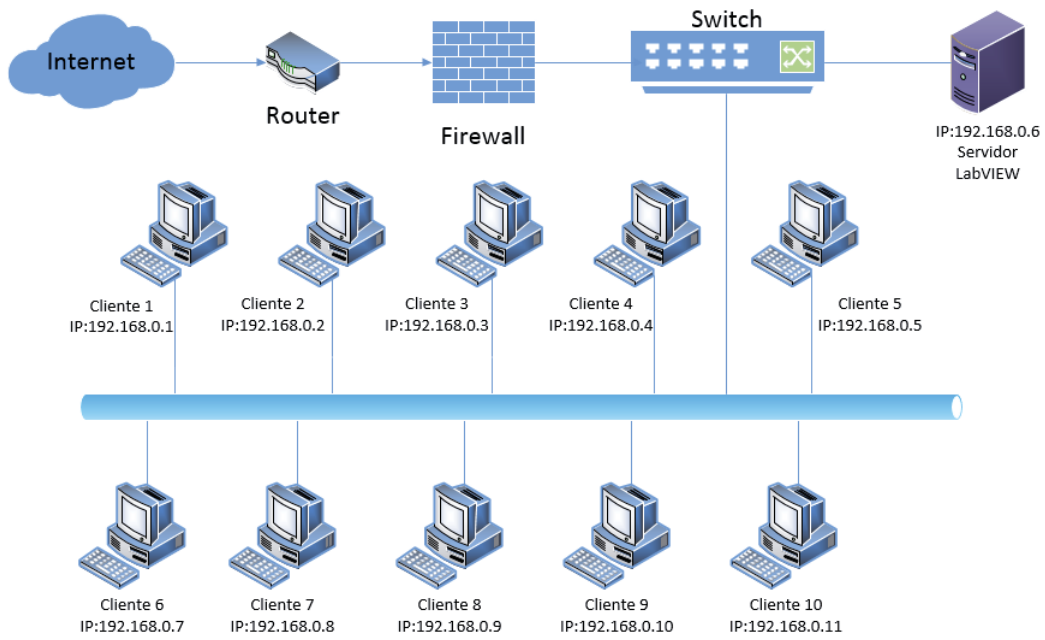 Internet
Router
Firewall
Switch
IP:192.168.0.6
Servidor
LabVIEW
Cliente 1
IP:192.168.0.1
Cliente 2
IP:192.168.0.2
Cliente 3
IP:192.168.0.3
Cliente 4
IP:192.168.0.4
Cliente 5
IP:192.168.0.5
Cliente 6
IP:192.168.0.7
Cliente 7
IP:192.168.0.8
Cliente 8
IP:192.168.0.9
Cliente 9
IP:192.168.0.10
Cliente 10
IP:192.168.0.11